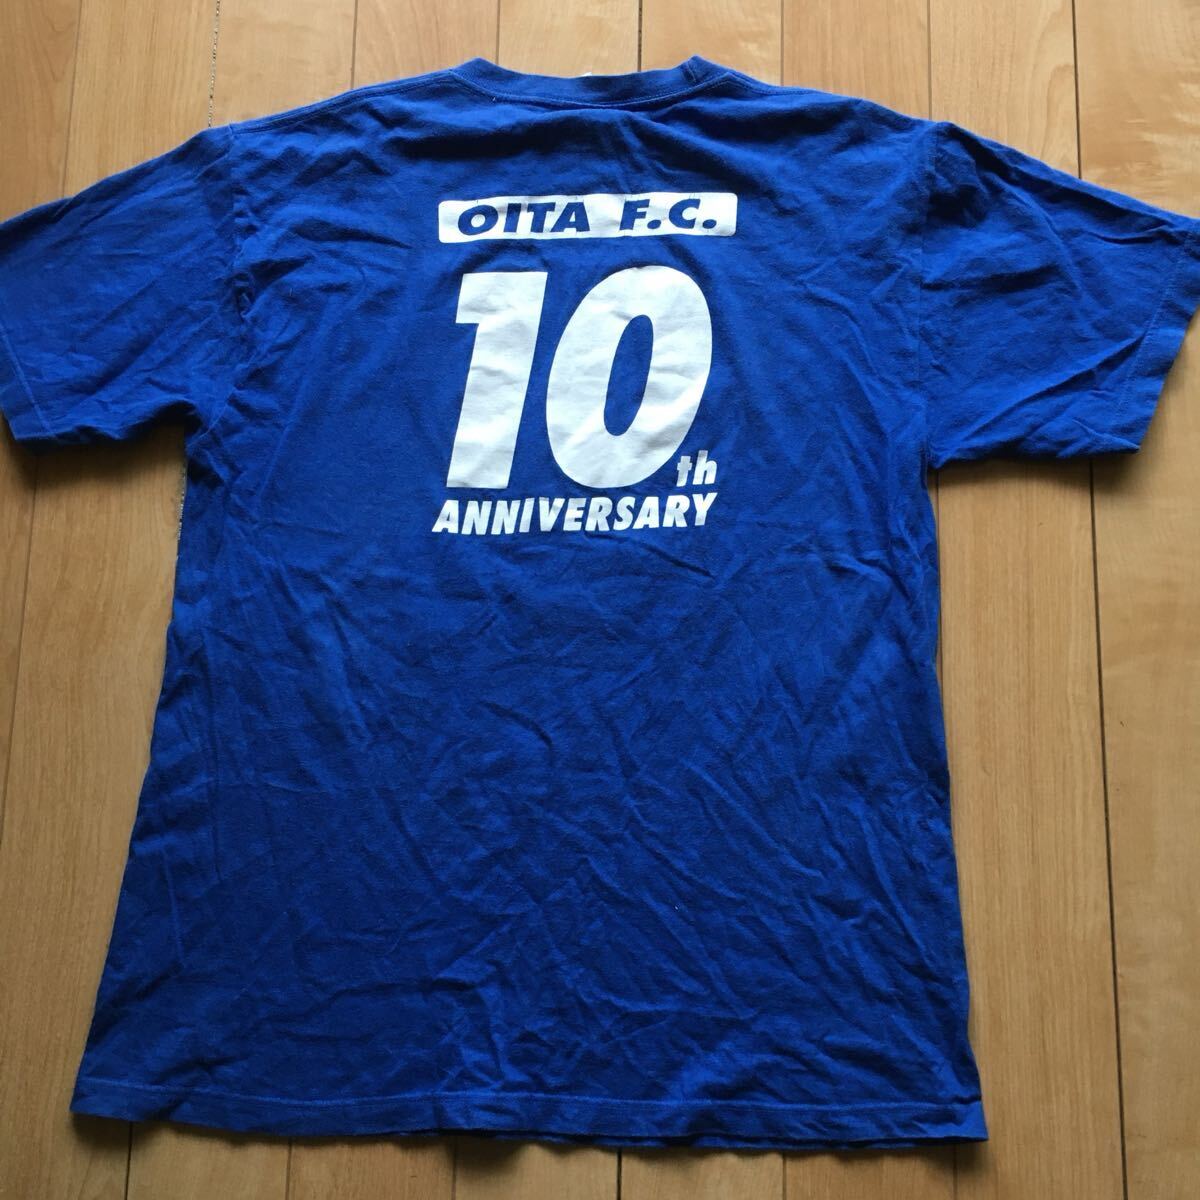 OITA F.C.
10th
ANNIVERSARY